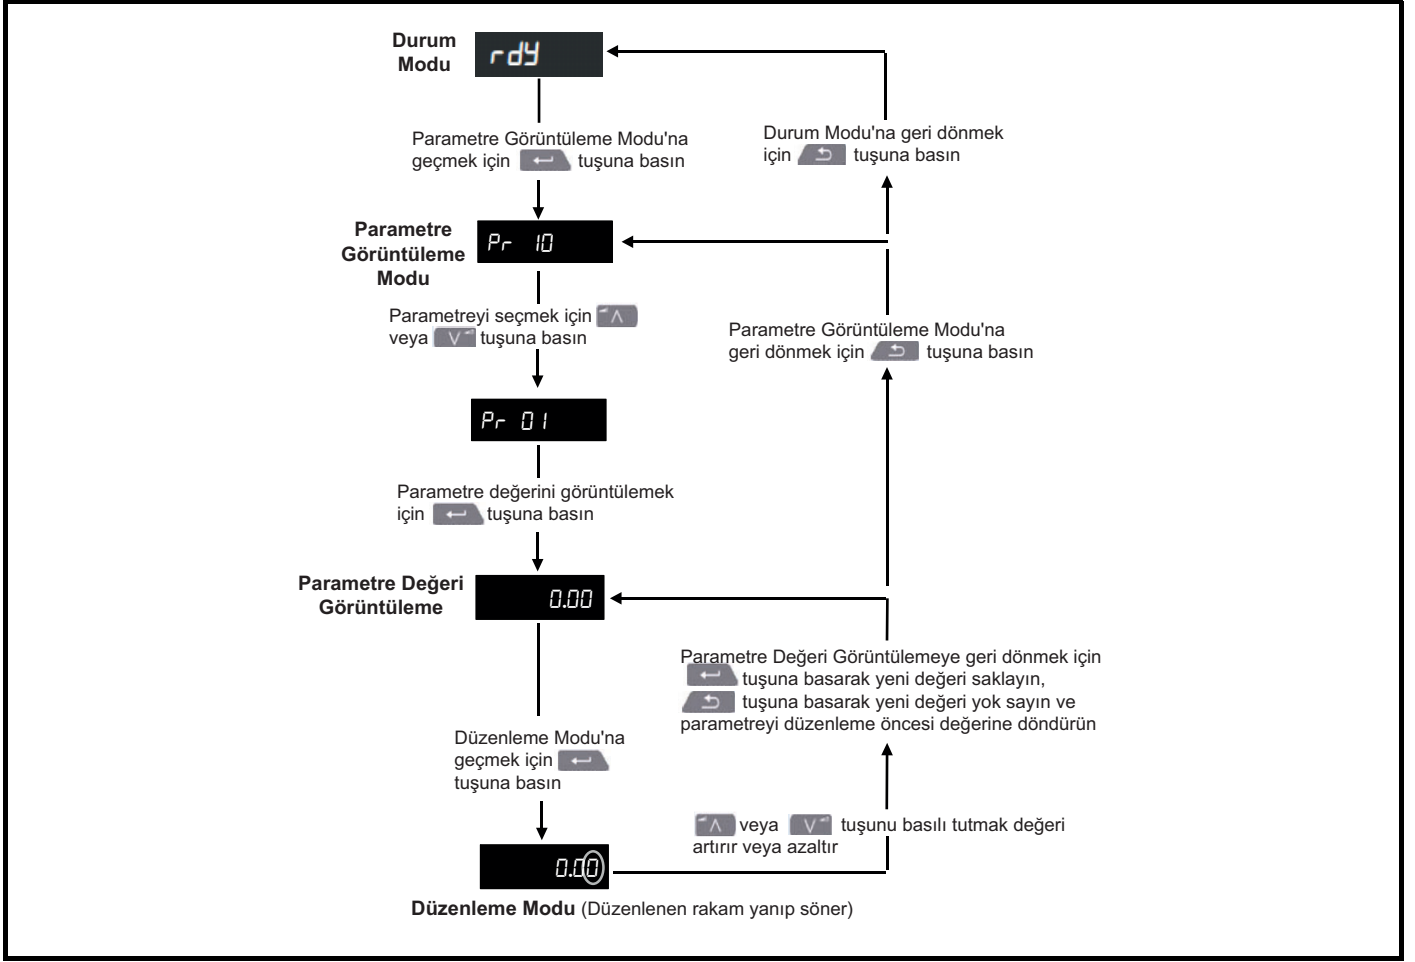 Durum
Modu
rdY
Parametre Görüntüleme Modu'na
geçmek için tuşuna basın
Durum Modu'na geri dönmek
için tuşuna basın
Parametre
Görüntüleme
Modu
Pr 10
Parametreyi seçmek için
veya tuşuna basın
Parametre Görüntüleme Modu'na
geri dönmek için tuşuna basın
Pr 01
Parametre değerini görüntülemek
için tuşuna basın
Parametre Değeri
Görüntüleme
0.00
Parametre Değeri Görüntülemeye geri dönmek için
tuşuna basarak yeni değeri saklayın,
tuşuna basarak yeni değeri yok sayın ve
parametreyi düzenleme öncesi değerine döndürün
Düzenleme Modu'na
geçmek için
tuşuna basın
veya tuşunu basılı tutmak değeri
artırır veya azaltır
0.00
Düzenleme Modu (Düzenlenen rakam yanıp söner)